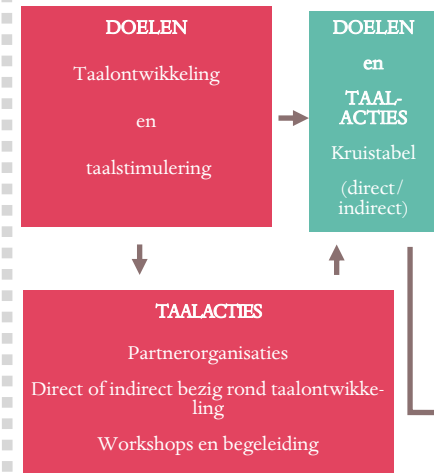 DOELEN
Taalontwikkeling
en
taalstimulering
DOELEN
en
TAAL-
ACTIES
Kruistabel
(direct/
indirect)
TAALACTIES
Partnerorganisaties
Direct of indirect bezig rond taalontwikke-
ling
Workshops en begeleiding